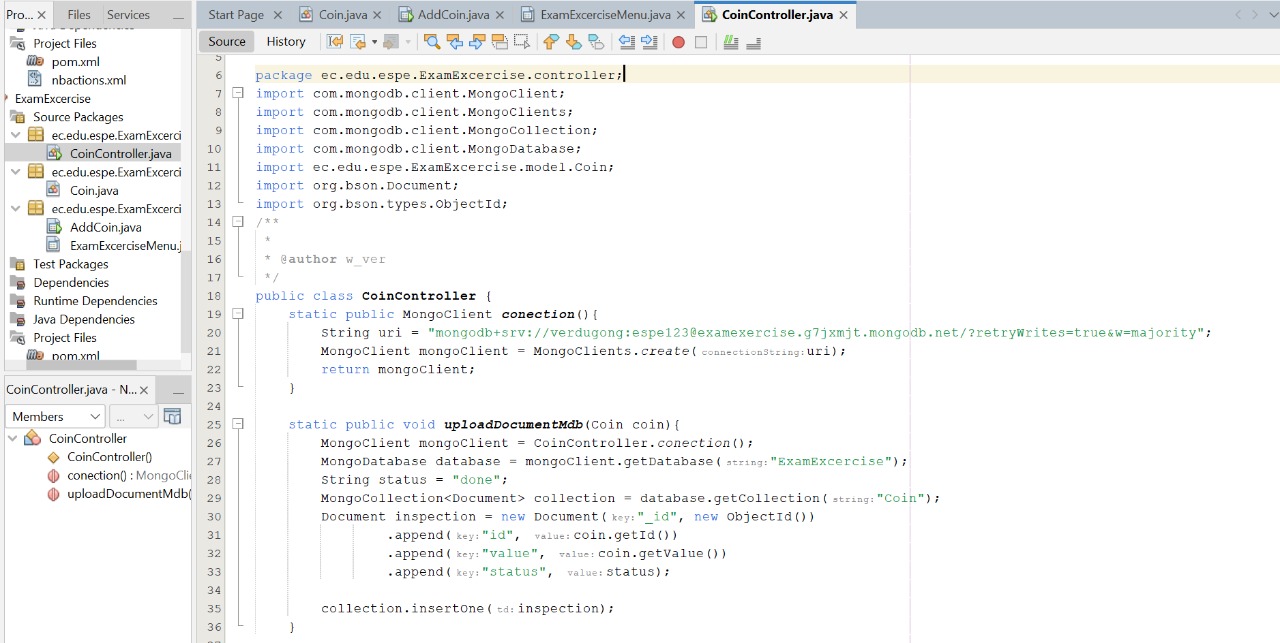 Pro... Files Services
Start Page Coin.java AddCoin.java ExamExcerciseMenu.java CoinController.java
Source History
Java Dependencies
Project Files
pom.xml
nbactions.xml
ExamExcercise
Source Packages
ec.edu.espe.ExamExcerci
CoinController.java
ec.edu.espe.ExamExcerci
Coin.java
ec.edu.espe.ExamExcerci
AddCoin.java
ExamExcerciseMenu.j
Test Packages
Dependencies
Runtime Dependencies
Java Dependencies
Project Files
pom.xml
CoinController.java - N...
Members ...
CoinController
CoinController()
conection() : MongoClie
uploadDocumentMdb(
5
6 package ec.edu.espe.ExamExcercise.controller;
7 import com.mongodb.client.MongoClient;
8 import com.mongodb.client.MongoClients;
9 import com.mongodb.client.MongoCollection;
10 import com.mongodb.client.MongoDatabase;
11 import ec.edu.espe.ExamExcercise.model.Coin;
12 import org.bson.Document;
13 import org.bson.types.ObjectId;
14 /**
15 *
16 * @author w_ver
17 */
18 public class CoinController {
19 static public MongoClient conection(){
20 String uri = "mongodb+srv://verdugong:espe123@examexercise.g7jxmjt.mongodb.net/?retryWrites=true&w=majority";
21 MongoClient mongoClient = MongoClients.create( connectionString: uri);
22 return mongoClient;
23 }
24
25 static public void uploadDocumentMdb(Coin coin){
26 MongoClient mongoClient = CoinController.conection();
27 MongoDatabase database = mongoClient.getDatabase( string: "ExamExcercise");
28 String status = "done";
29 MongoCollection<Document> collection = database.getCollection( string: "Coin");
30 Document inspection = new Document( key: "_id", new ObjectId())
31 .append( key: "id", value: coin.getId())
32 .append( key: "value", value: coin.getValue())
33 .append( key: "status", value: status);
34
35 collection.insertOne( td: inspection);
36 }